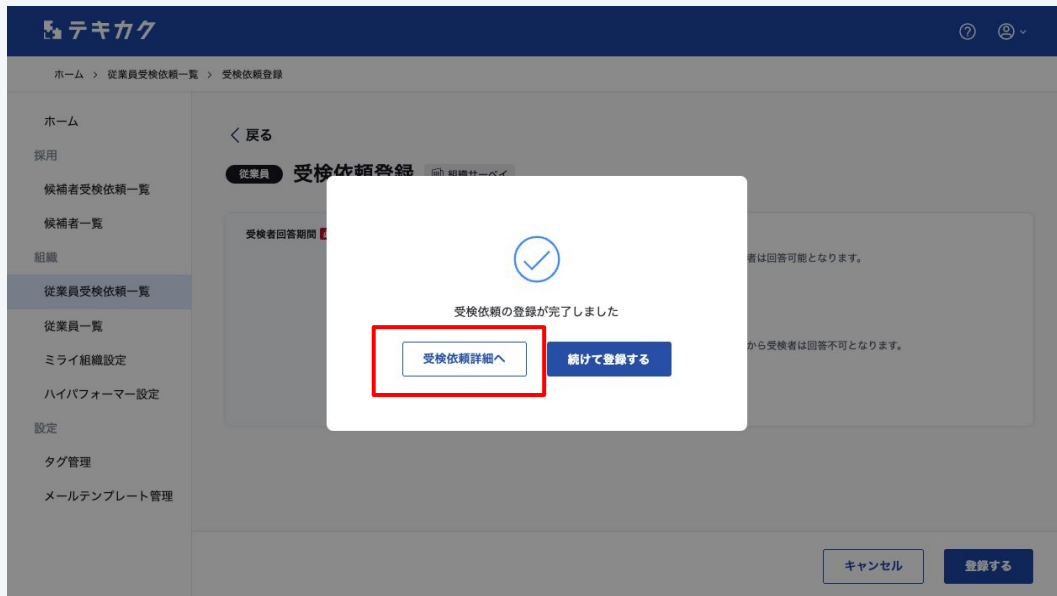 テキカク
ホーム > 従業員受検依頼一覧 > 受検依頼登録
ホーム
採用
候補者受検依頼一覧
候補者一覧
組織
従業員受検依頼一覧
従業員一覧
ミライ組織設定
ハイパフォーマー設定
設定
タグ管理
メールテンプレート管理
戻る
従業員 受検依頼登録 組織サーベイ
受検者回答期間
者は回答可能となります。
から受検者は回答不可となります。
受検依頼の登録が完了しました
受検依頼詳細へ 続けて登録する
キャンセル 登録する